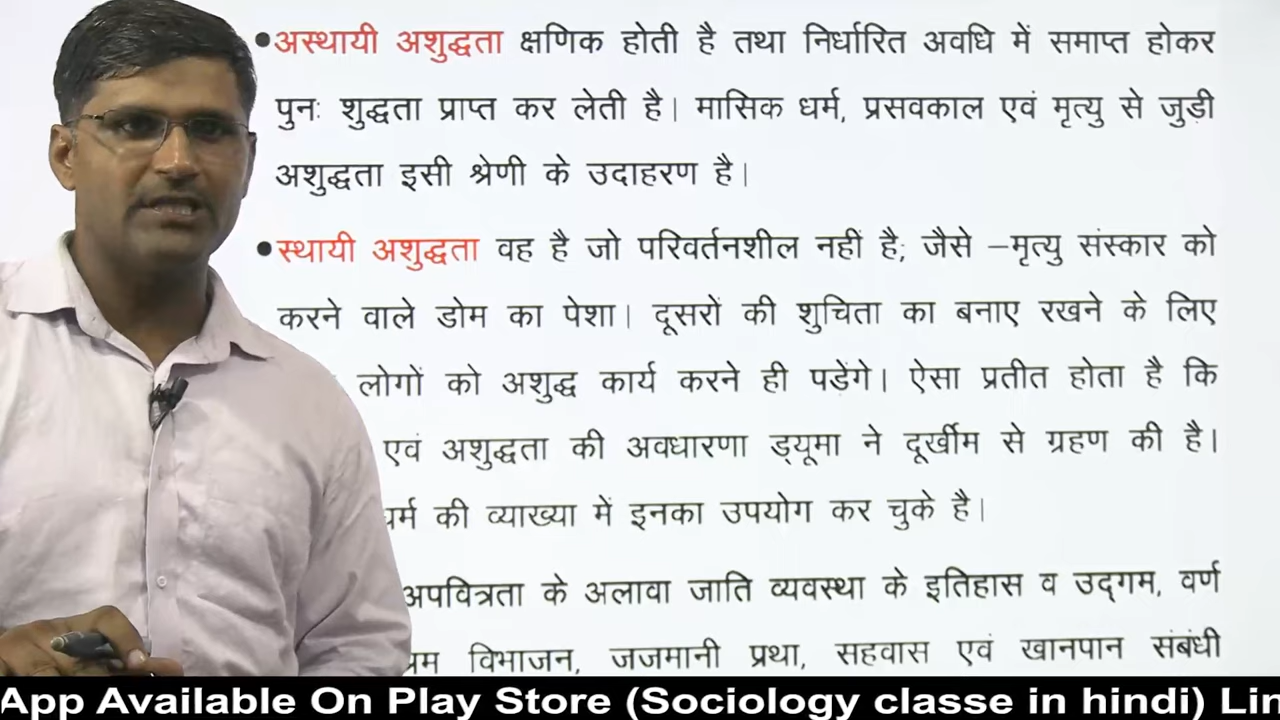 •अस्थायी अशुद्धता क्षणिक होती है तथा निर्धारित अवधि में समाप्त होकर
पुनः शुद्धता प्राप्त कर लेती है। मासिक धर्म, प्रसवकाल एवं मृत्यु से जुड़ी
अशुद्धता इसी श्रेणी के उदाहरण है।
•स्थायी अशुद्धता वह है जो परिवर्तनशील नहीं है; जैसे –मृत्यु संस्कार को
करने वाले डोम का पेशा। दूसरों की शुचिता का बनाए रखने के लिए
लोगों को अशुद्ध कार्य करने ही पडेंगे। ऐसा प्रतीत होता है कि
एवं अशुद्धता की अवधारणा ड्यूमा ने दूर्खीम से ग्रहण की है।
की व्याख्या में इनका उपयोग कर चुके है।
अपवित्रता के अलावा जाति व्यवस्था के इतिहास व उद्गम, वर्ण
विभाजन, जजमानी प्रथा, सहवास एवं खानपान संबंधी
App Available On Play Store (Sociology classe in hindi) Lin